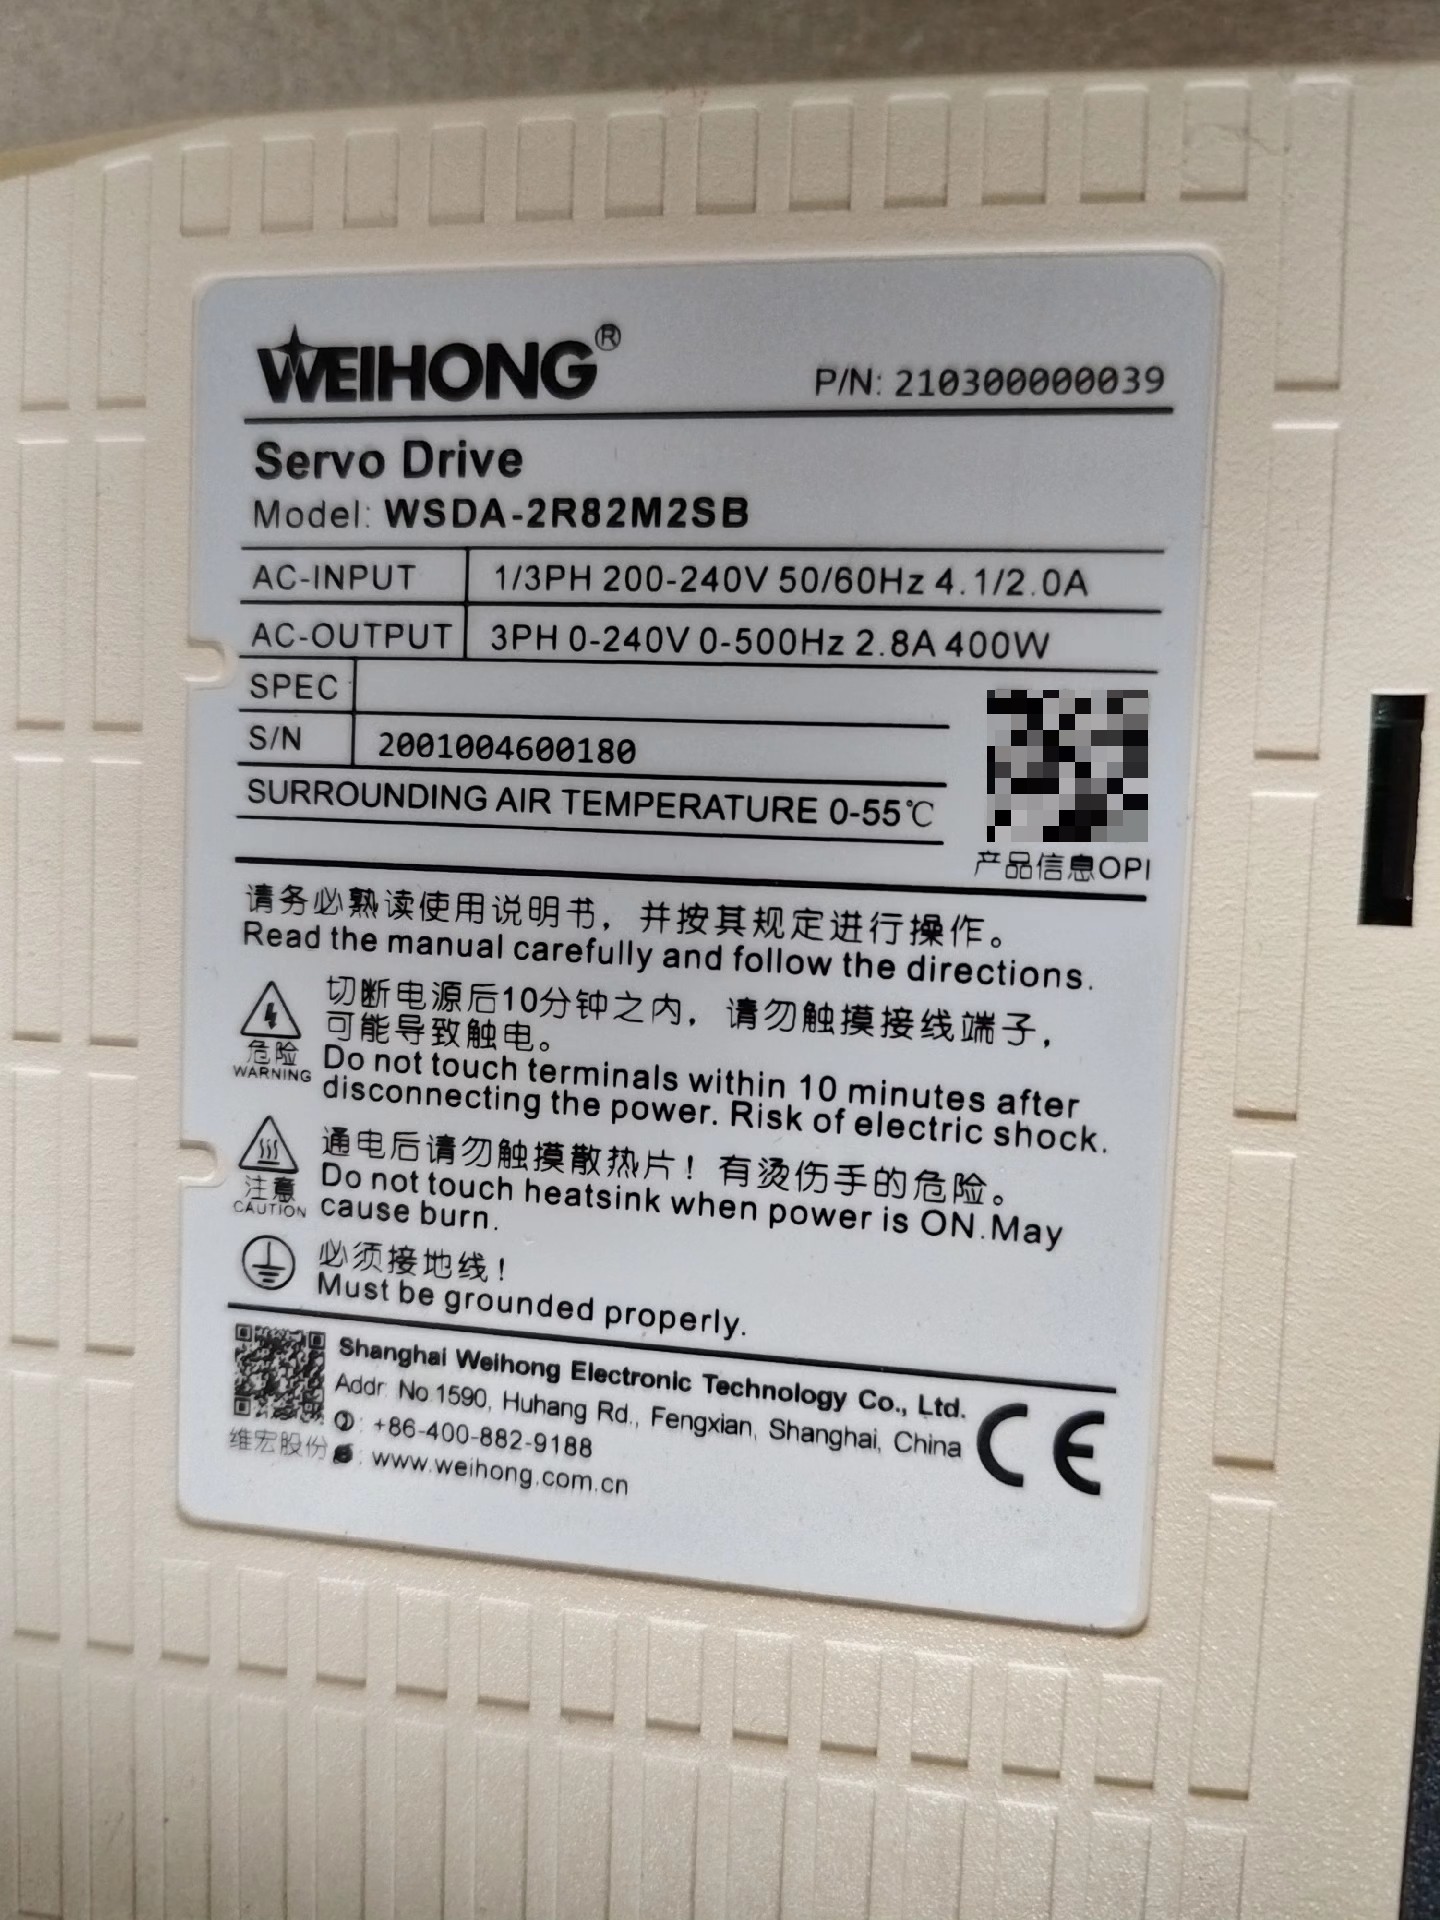 WEIHONG®
P/N: 210300000039
Servo Drive
Model: WSDA-2R82M2SB
AC-INPUT 1/3PH 200-240V 50/60Hz 4.1/2.0A
AC-OUTPUT 3PH 0-240V 0-500Hz 2.8A 400W
SPEC
S/N 2001004600180
SURROUNDING AIR TEMPERATURE 0-55℃
产品信息OPI
请务必熟读使用说明书，并按其规定进行操作。
Read the manual carefully and follow the directions.
危险
WARNING
切断电源后10分钟之内，请勿触摸接线端子，
可能导致触电。
Do not touch terminals within 10 minutes after
disconnecting the power. Risk of electric shock.
注意
CAUTION
通电后请勿触摸散热片！有烫伤手的危险。
Do not touch heatsink when power is ON.May
cause burn.
必须接地线！
Must be grounded properly.
维宏股份
Shanghai Weihong Electronic Technology Co., Ltd.
Addr: No.1590, Huhang Rd., Fengxian, Shanghai, China
: +86-400-882-9188
: www.weihong.com.cn
CE